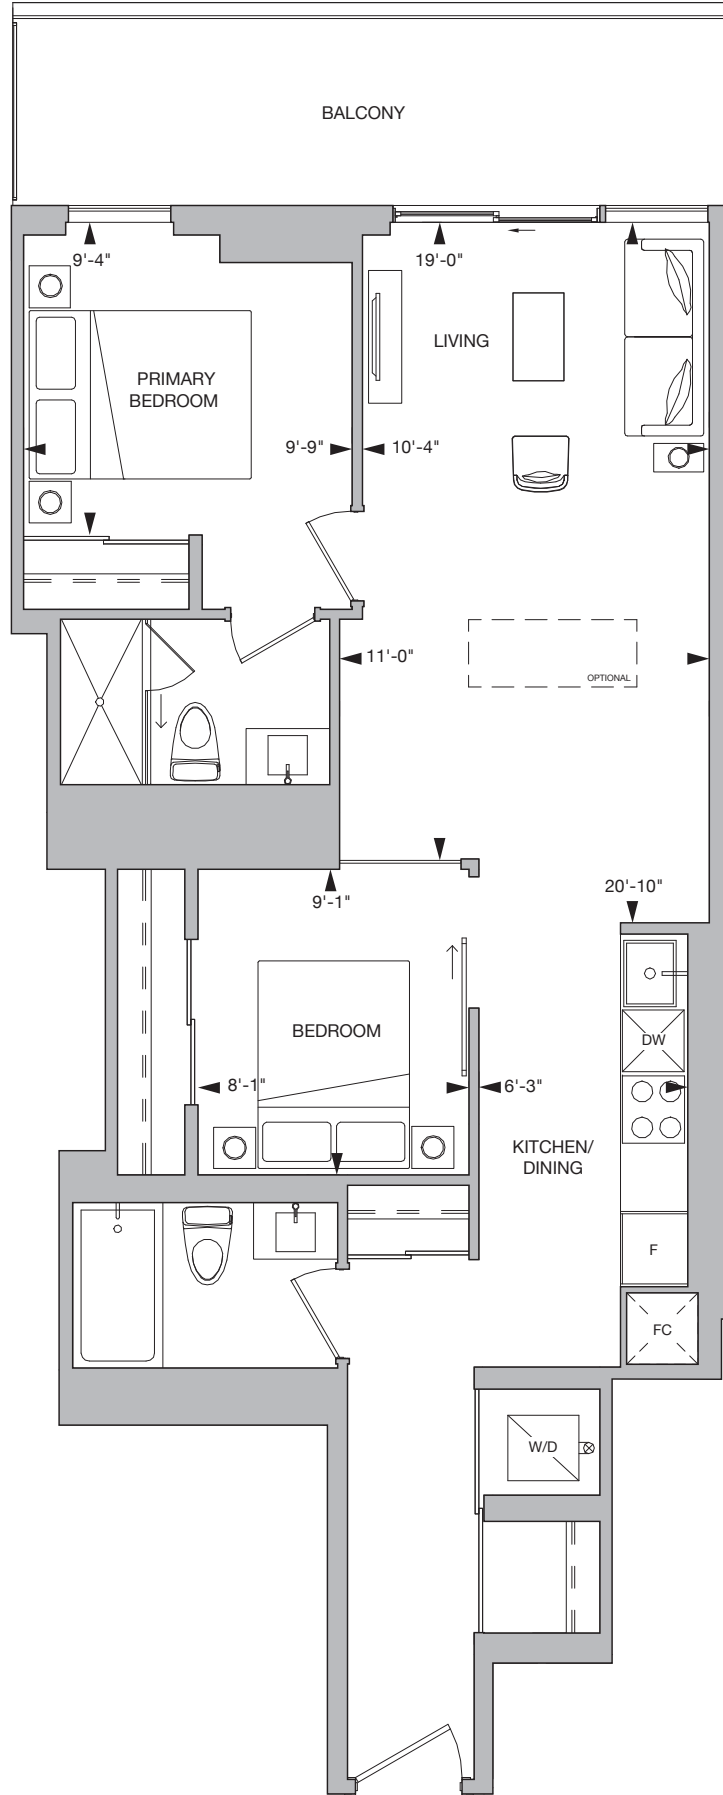 BALCONY
9'-4"
19'-0"
LIVING
PRIMARY
BEDROOM
9'-9"
10'-4"
11'-0"
OPTIONAL
9'-1"
20'-10"
BEDROOM
DW
8'-1"
6'-3"
KITCHEN/
DINING
F
FC
W/D